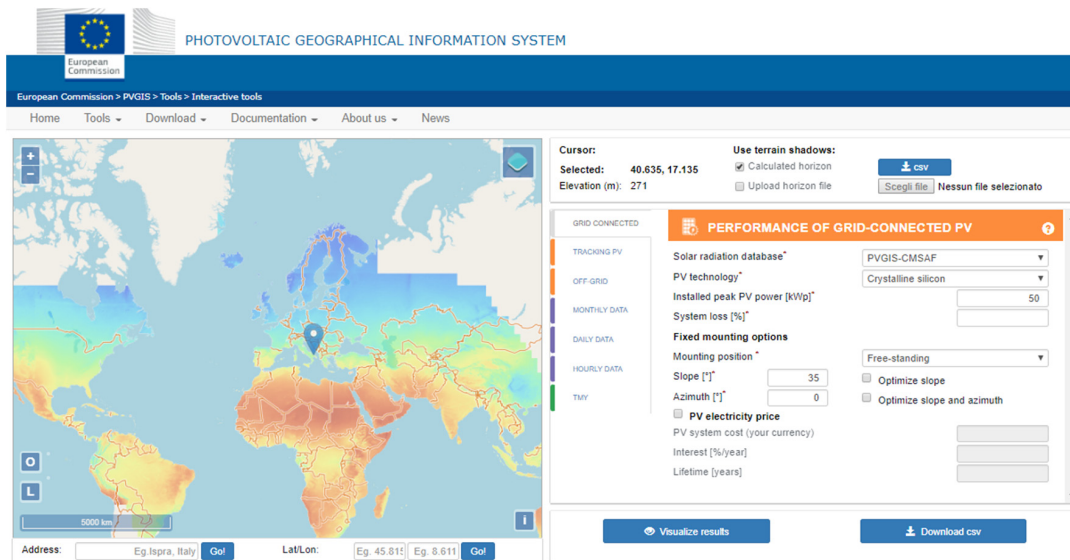 European
Commission
PHOTOVOLTAIC GEOGRAPHICAL INFORMATION SYSTEM
European Commission > PVGIS > Tools > Interactive tools
Home Tools Download Documentation About us News
+
−
O
L
5000 km
i
Address: Eg.Ispra, Italy Go! Lat/Lon: Eg. 45.815 Eg. 8.611 Go!
Cursor: Use terrain shadows:
Selected: 40.635, 17.135 Calculated horizon csv
Elevation (m): 271 Upload horizon file Scegli file Nessun file selezionato
GRID CONNECTED
TRACKING PV
OFF-GRID
MONTHLY DATA
DAILY DATA
HOURLY DATA
TMY
PERFORMANCE OF GRID-CONNECTED PV ?
Solar radiation database* PVGIS-CMSAF
PV technology* Crystalline silicon
Installed peak PV power [kWp]* 50
System loss [%]*
Fixed mounting options
Mounting position * Free-standing
Slope [°]* 35 Optimize slope
Azimuth [°]* 0 Optimize slope and azimuth
PV electricity price
PV system cost (your currency)
Interest [%/year]
Lifetime [years]
Visualize results Download csv